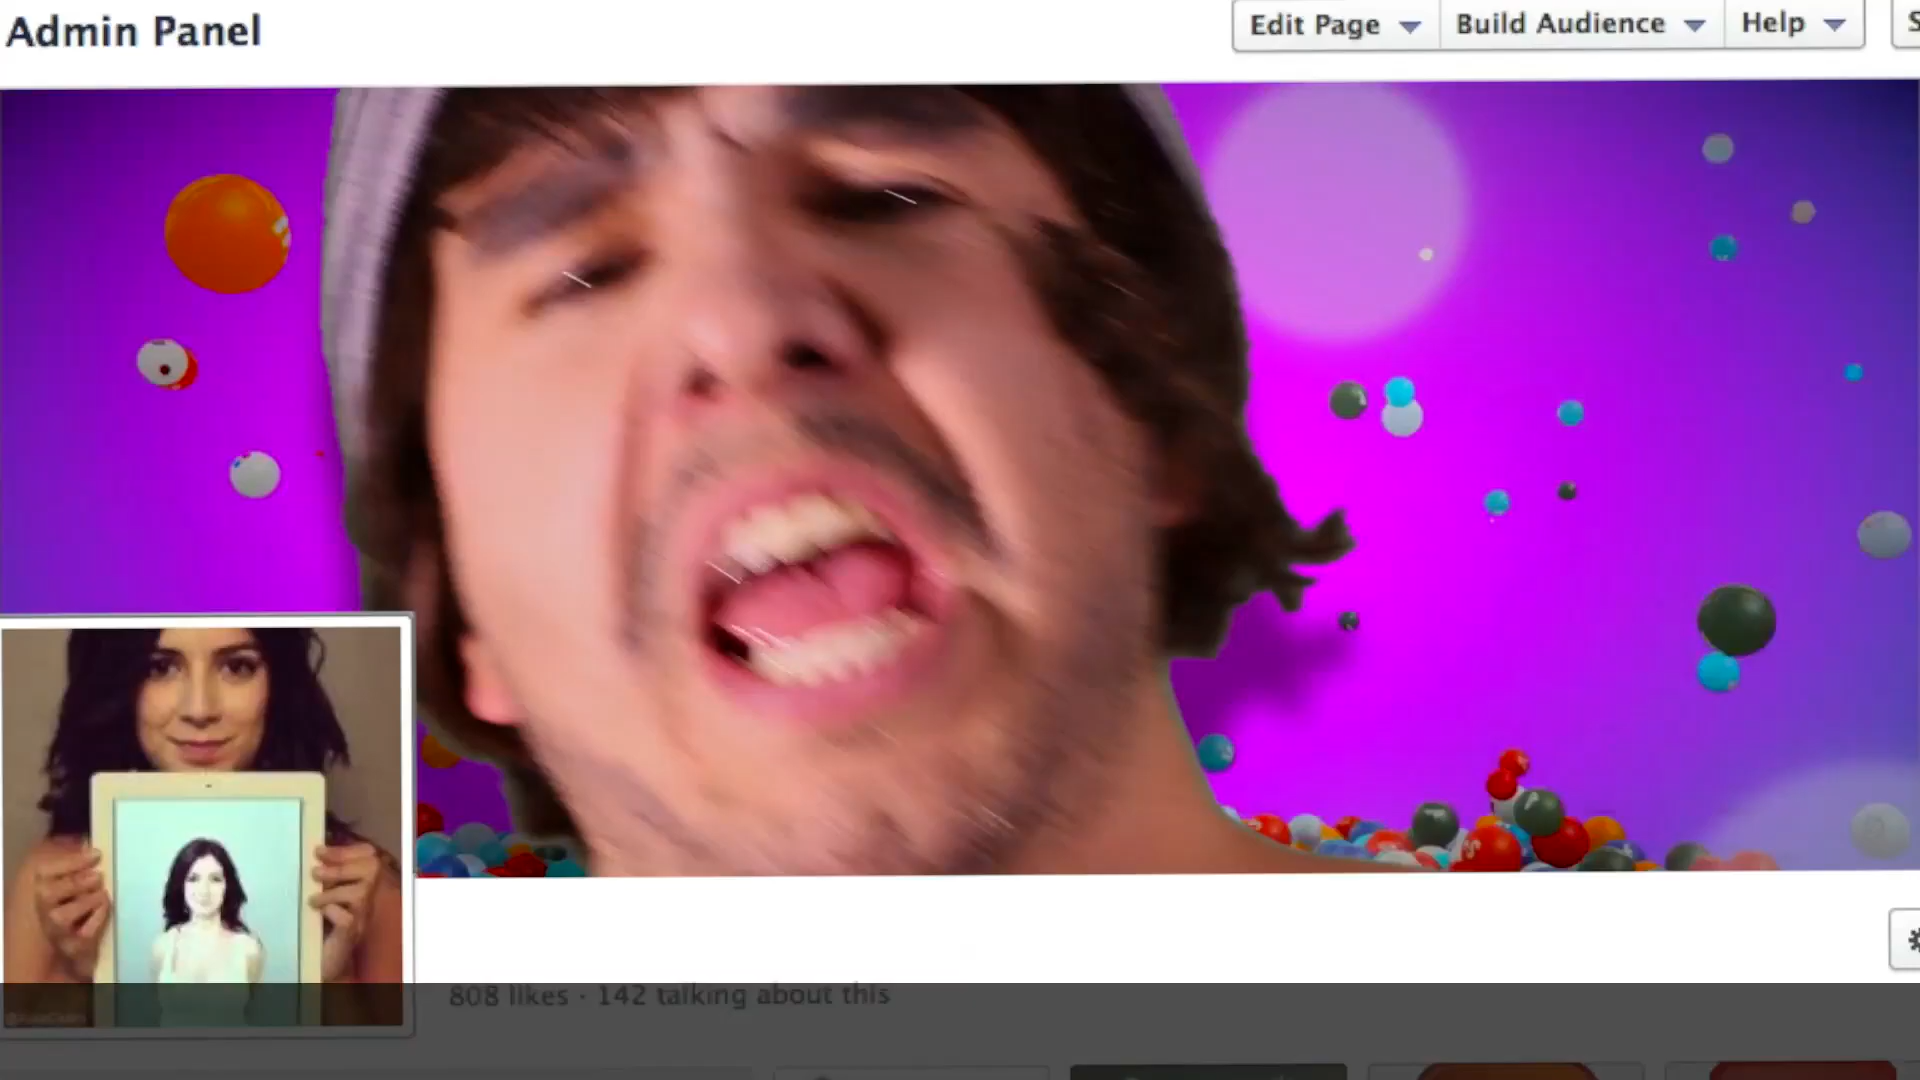 Admin Panel
Edit Page
Build Audience
Help
808 likes · 142 talking about this